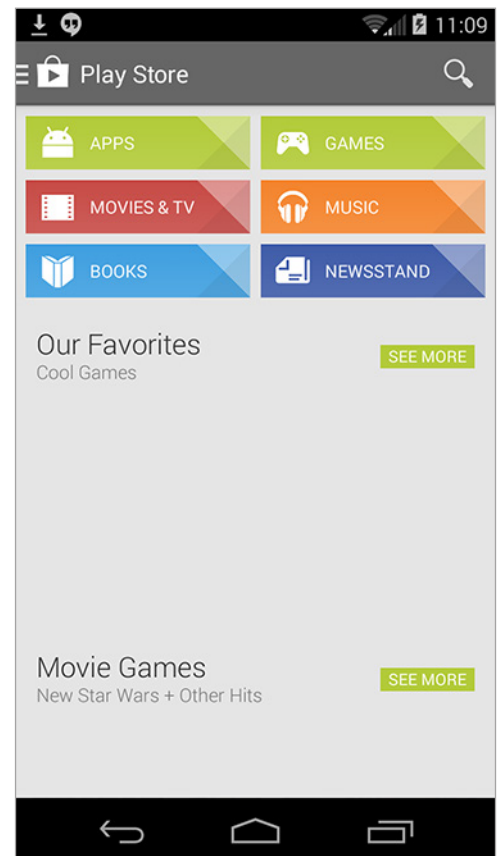 11:09
Play Store
APPS
GAMES
MOVIES & TV
MUSIC
BOOKS
NEWSSTAND
Our Favorites
Cool Games
SEE MORE
Movie Games
New Star Wars + Other Hits
SEE MORE